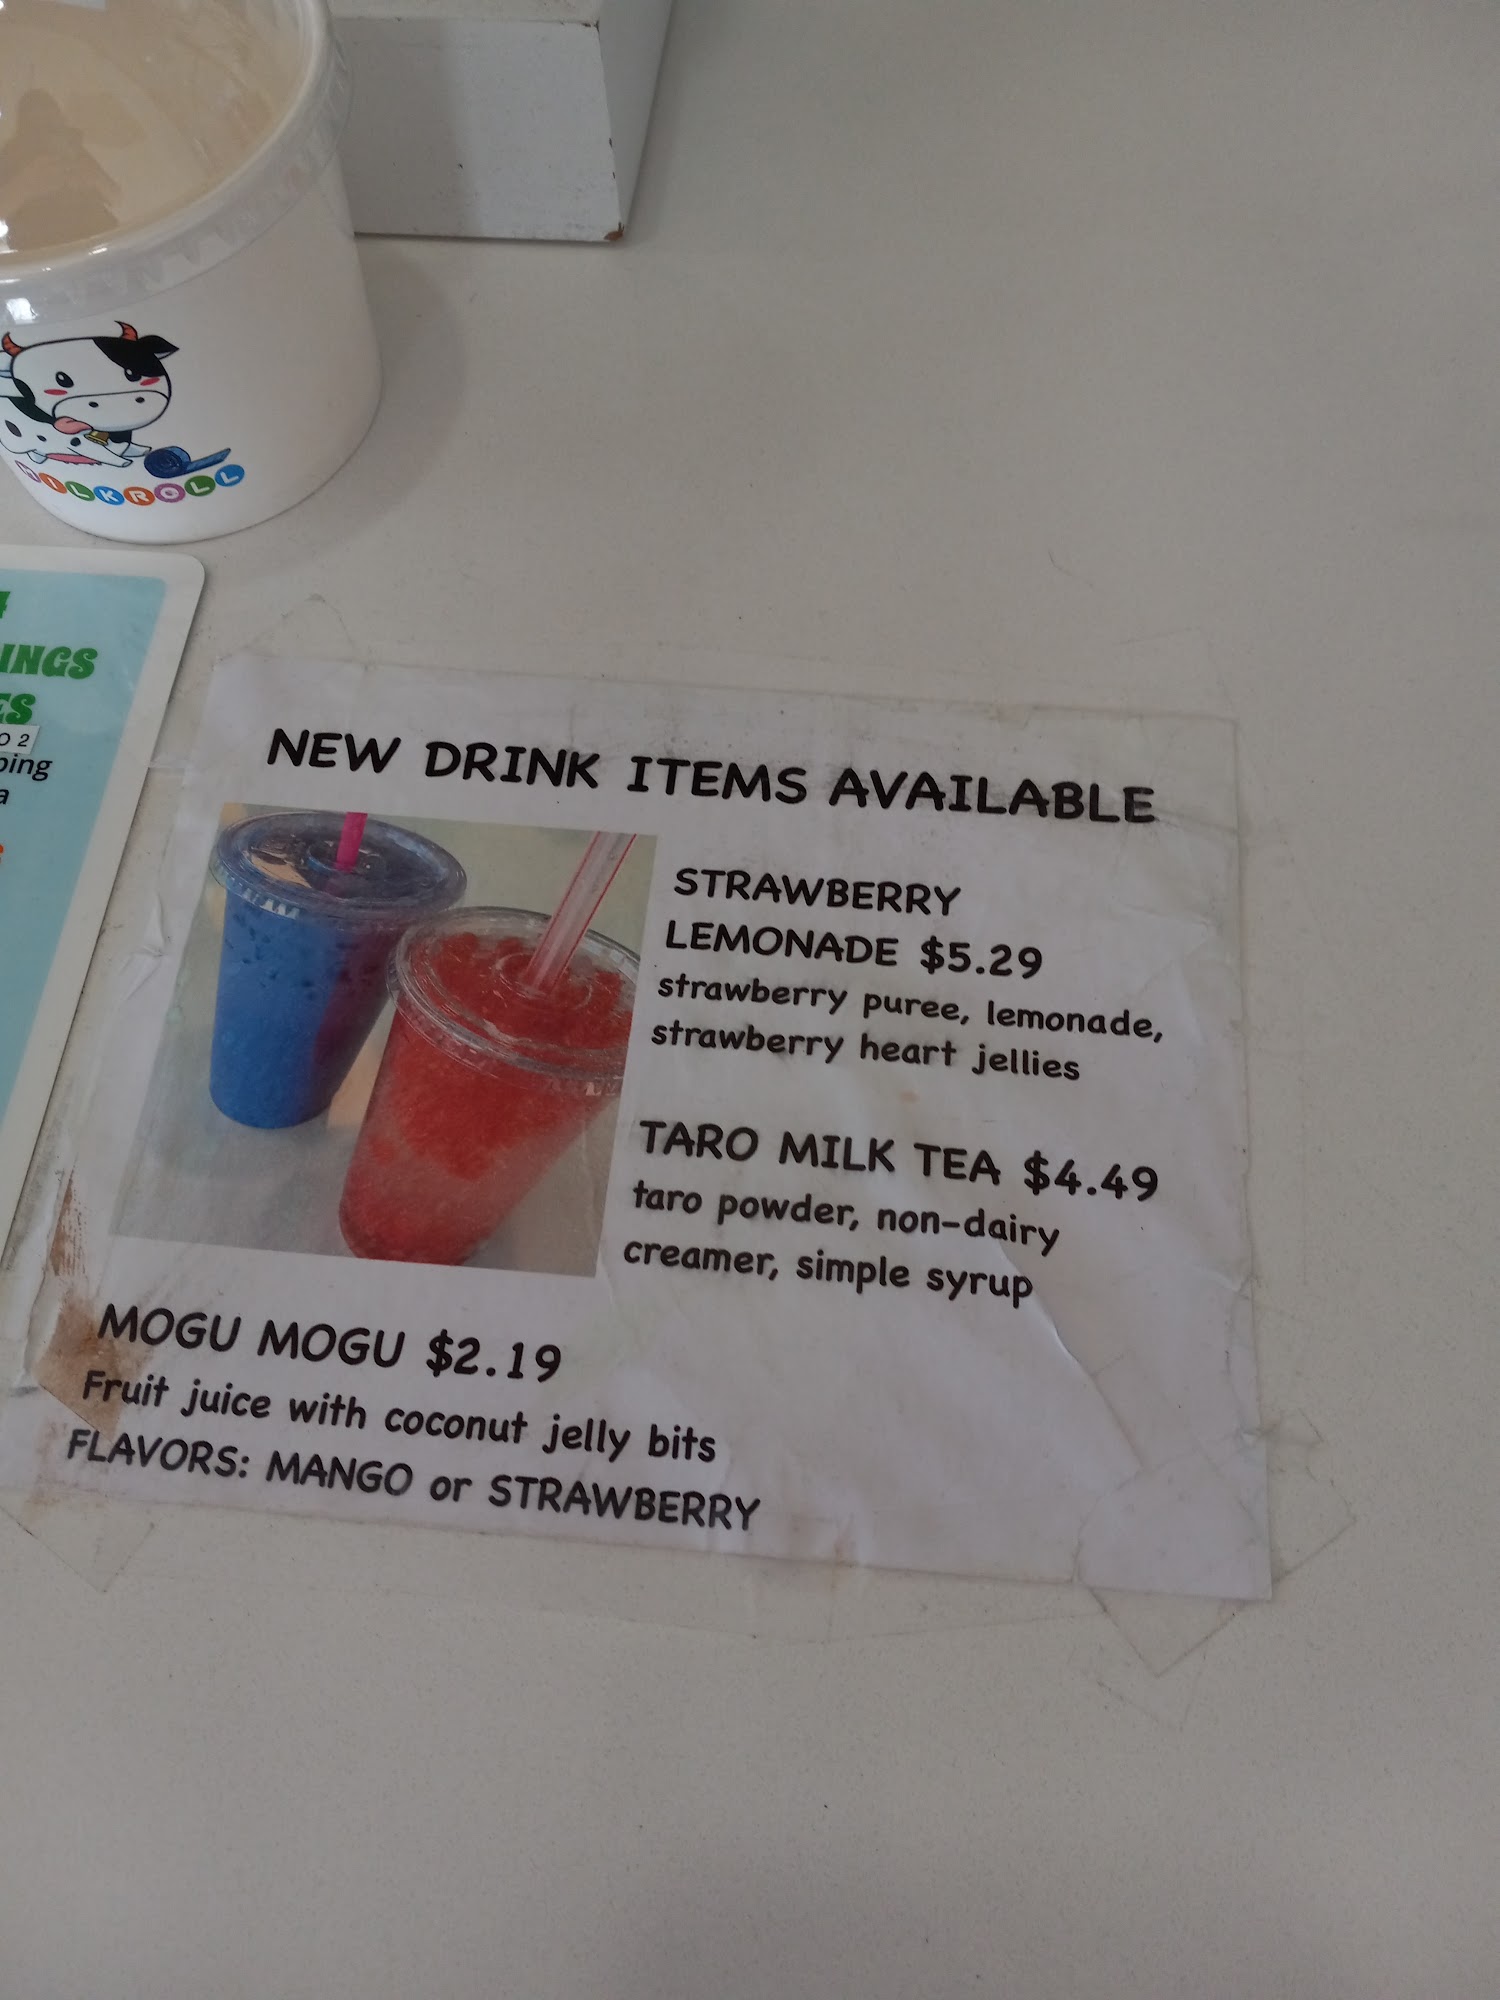 MILKROLL
INGS
ES
O 2
ping
a
NEW DRINK ITEMS AVAILABLE
STRAWBERRY
LEMONADE $5.29
strawberry puree, lemonade,
strawberry heart jellies
TARO MILK TEA $4.49
taro powder, non-dairy
creamer, simple syrup
MOGU MOGU $2.19
Fruit juice with coconut jelly bits
FLAVORS: MANGO or STRAWBERRY